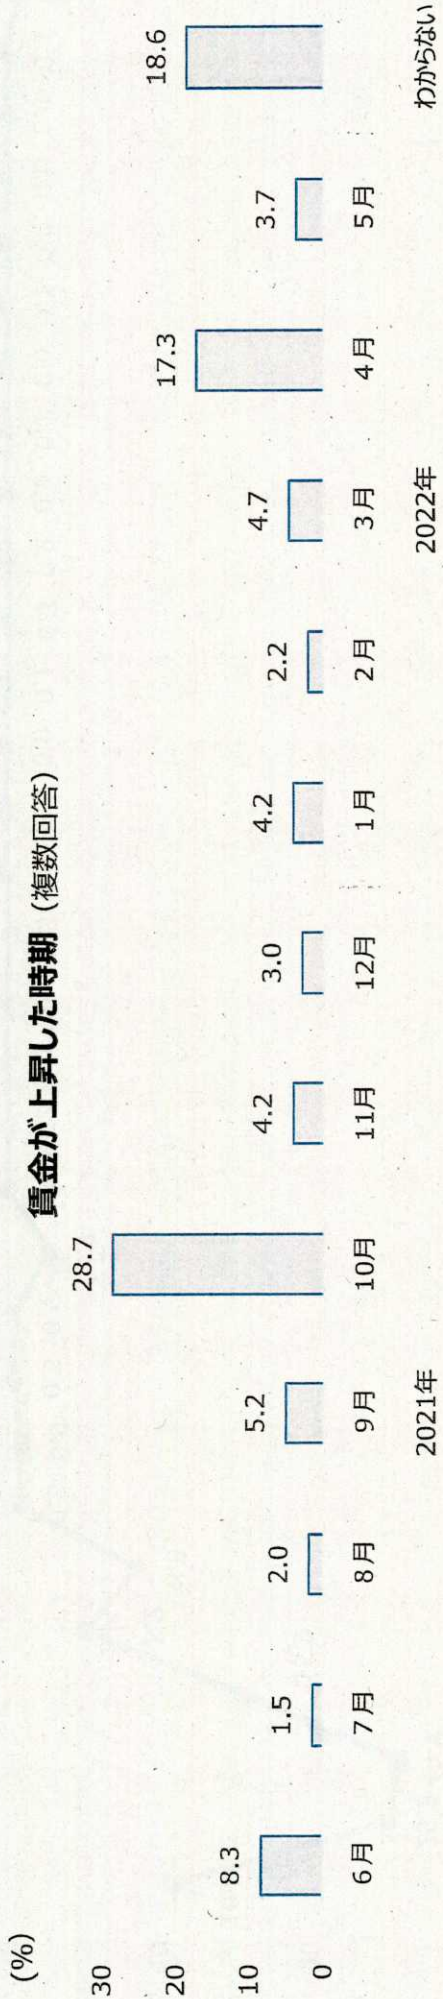 賃金が上昇した時期（複数回答）
(%)
30
20
10
0
8.3
1.5
2.0
5.2
28.7
4.2
3.0
4.2
2.2
4.7
17.3
3.7
18.6
6月
7月
8月
9月
10月
11月
12月
1月
2月
3月
4月
5月
わからない
2021年
2022年